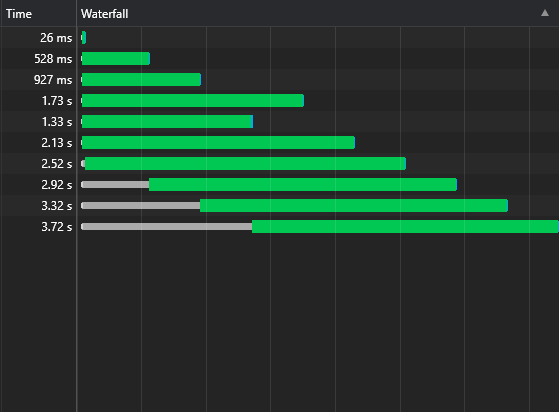 Time Waterfall
26 ms
528 ms
927 ms
1.73 s
1.33 s
2.13 s
2.52 s
2.92 s
3.32 s
3.72 s